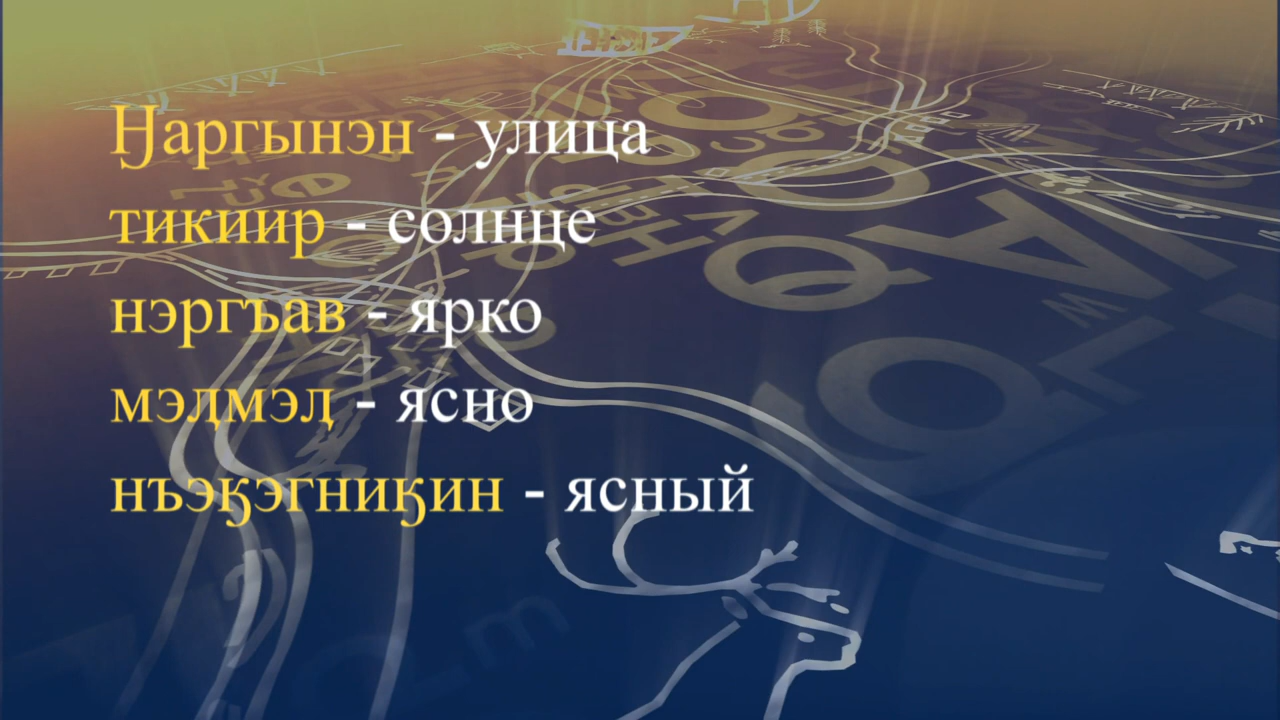 Ӈаргынэн - улица
тикиир - солнце
нэргъав - ярко
мэԓмэԓ - ясно
нъэӄэгниӄин - ясный